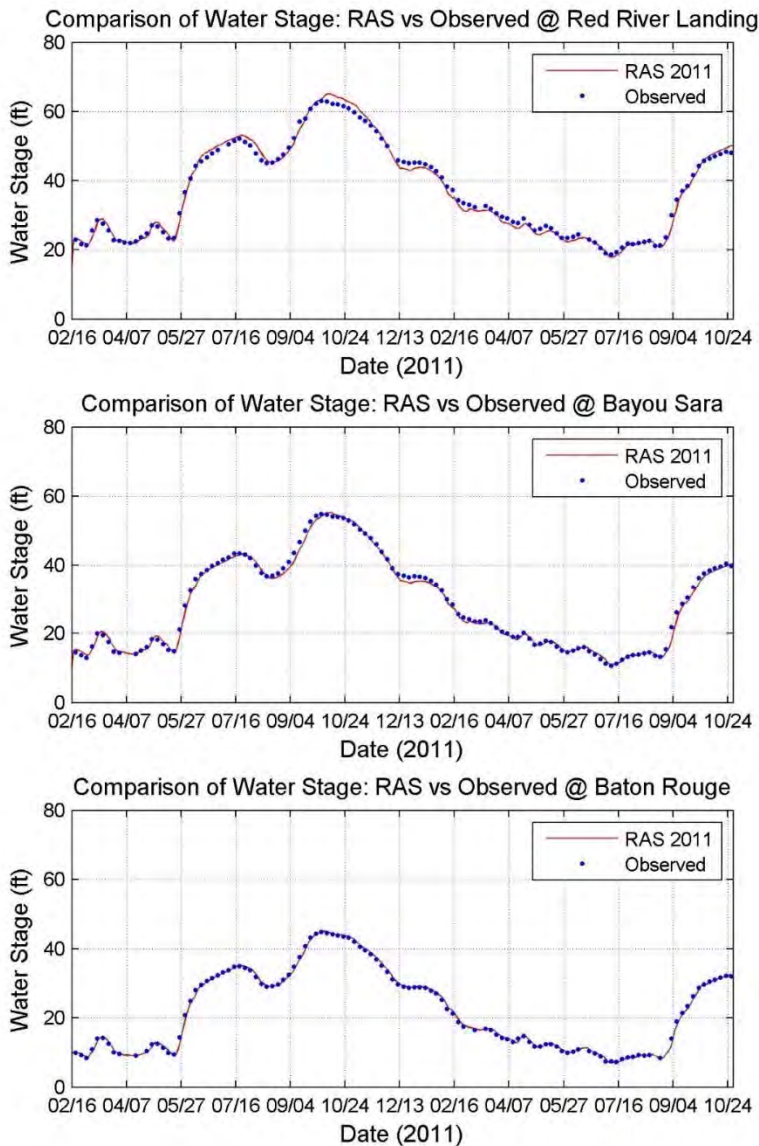 Comparison of Water Stage: RAS vs Observed @ Red River Landing
80
60
40
20
0
Water Stage (ft)
RAS 2011
Observed
02/16 04/07 05/27 07/16 09/04 10/24 12/13 02/16 04/07 05/27 07/16 09/04 10/24
Date (2011)
Comparison of Water Stage: RAS vs Observed @ Bayou Sara
80
60
40
20
0
Water Stage (ft)
RAS 2011
Observed
02/16 04/07 05/27 07/16 09/04 10/24 12/13 02/16 04/07 05/27 07/16 09/04 10/24
Date (2011)
Comparison of Water Stage: RAS vs Observed @ Baton Rouge
80
60
40
20
0
Water Stage (ft)
RAS 2011
Observed
02/16 04/07 05/27 07/16 09/04 10/24 12/13 02/16 04/07 05/27 07/16 09/04 10/24
Date (2011)